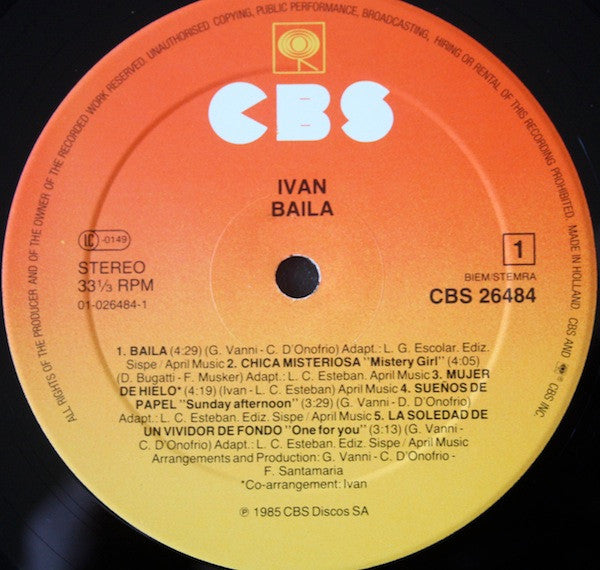 ALL RIGHTS OF THE PRODUCER AND OF THE OWNER OF THE RECORDED WORK RESERVED. UNAUTHORISED COPYING, PUBLIC PERFORMANCE, BROADCASTING, HIRING OR RENTAL OF THIS RECORDING PROHIBITED. MADE IN HOLLAND. CBS AND CBS INC.
CBS
IVAN
BAILA
LC -0149
STEREO
33⅓ RPM
01-026484-1
1
BIEM/STEMRA
CBS 26484
1. BAILA (4:29) (G. Vanni - C. D'Onofrio) Adapt.: L. G. Escolar. Ediz.
Sispe / April Music 2. CHICA MISTERIOSA "Mistery Girl" (4:05)
(D. Bugatti - F. Musker) Adapt.: L. C. Esteban. April Music 3. MUJER
DE HIELO* (4:19) (Ivan - L. C. Esteban) April Music 4. SUEÑOS DE
PAPEL "Sunday afternoon" (3:29) (G. Vanni - D. D'Onofrio)
Adapt.: L. C. Esteban. Ediz. Sispe / April Music 5. LA SOLEDAD DE
UN VIVIDOR DE FONDO "One for you" (3:13) (G. Vanni -
C. D'Onofrio) Adapt.: L. C. Esteban. Ediz. Sispe / April Music
Arrangements and Production: G. Vanni - C. D'Onofrio -
F. Santamaria
*Co-arrangement: Ivan
℗ 1985 CBS Discos SA